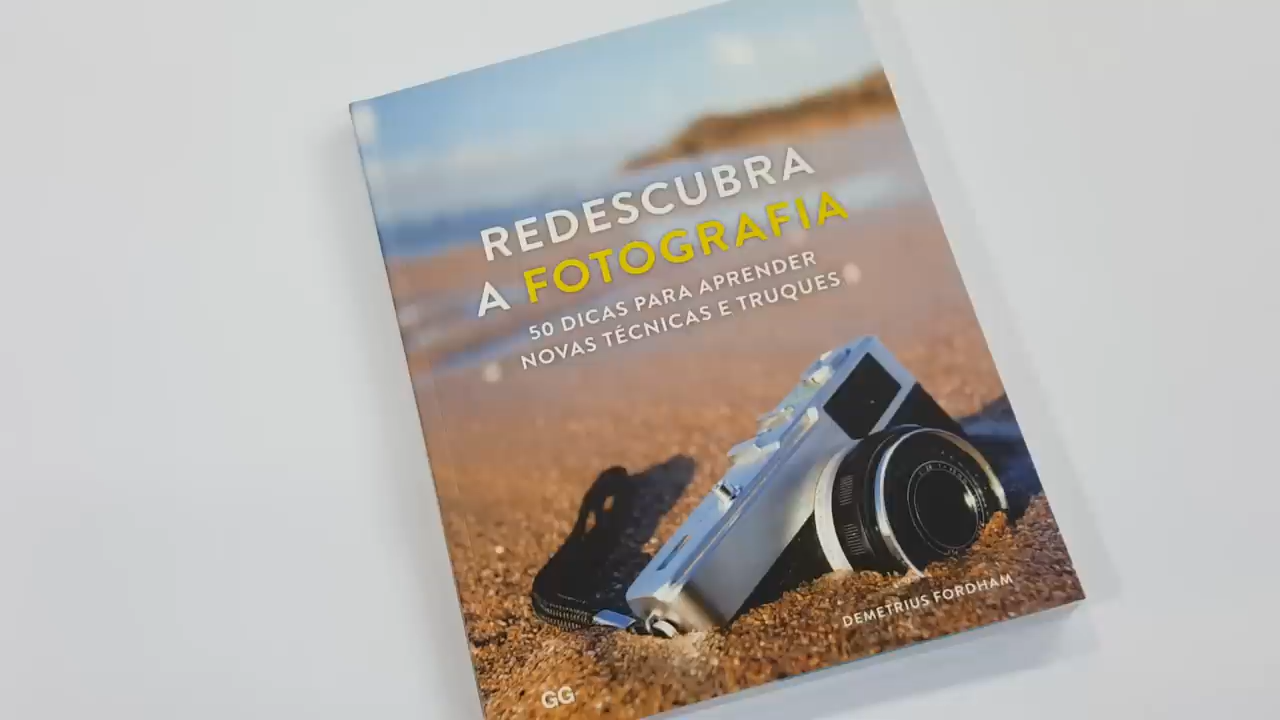 REDESCUBRA
A FOTOGRAFIA
50 DICAS PARA APRENDER
NOVAS TÉCNICAS E TRUQUES
DEMETRIUS FORDHAM
GG